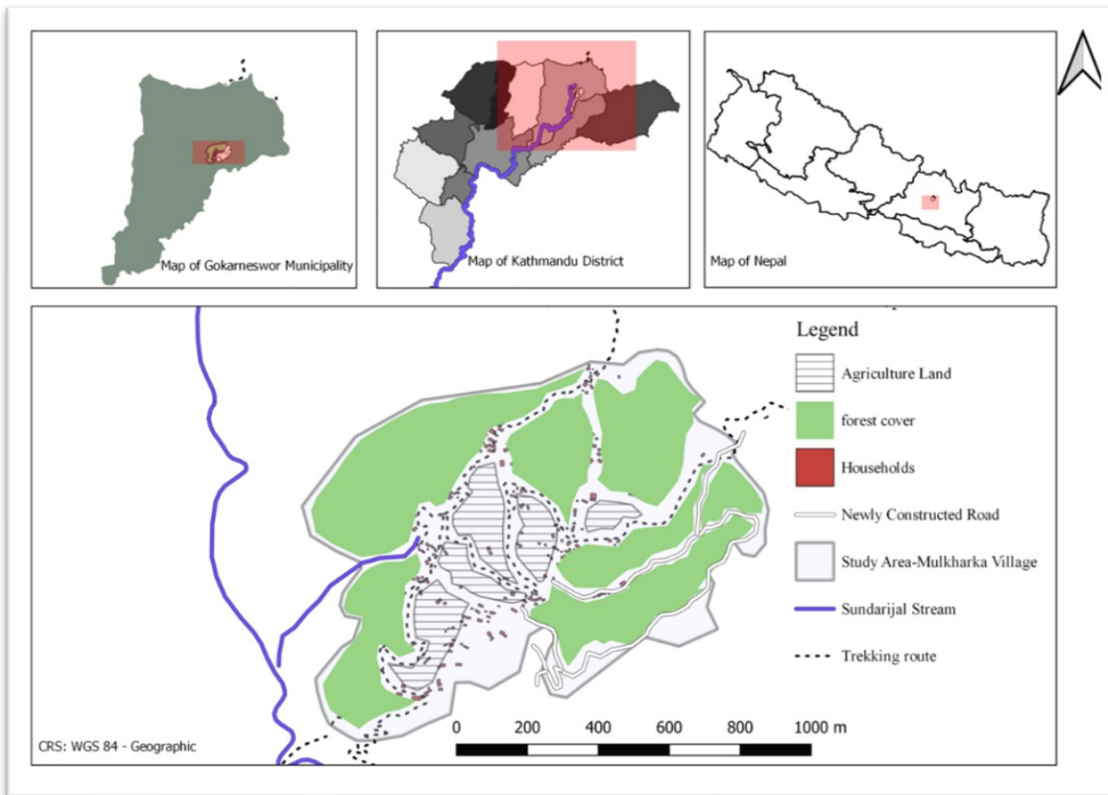 Map of Gokarneswor Municipality
Map of Kathmandu District
Map of Nepal
Legend
Agriculture Land
forest cover
Households
Newly Constructed Road
Study Area-Mulkharka Village
Sundarijal Stream
Trekking route
0 200 400 600 800 1000 m
CRS: WGS 84 - Geographic